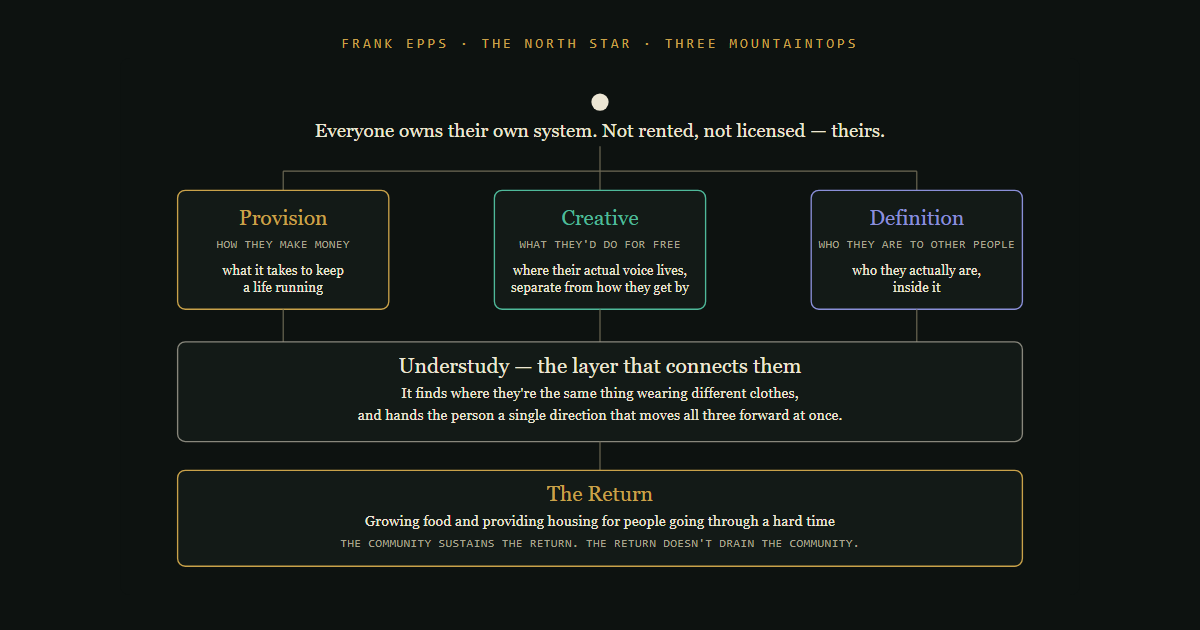 FRANK EPPS · THE NORTH STAR · THREE MOUNTAINTOPS
Everyone owns their own system. Not rented, not licensed — theirs.
Provision
HOW THEY MAKE MONEY
what it takes to keep
a life running
Creative
WHAT THEY'D DO FOR FREE
where their actual voice lives,
separate from how they get by
Definition
WHO THEY ARE TO OTHER PEOPLE
who they actually are,
inside it
Understudy — the layer that connects them
It finds where they're the same thing wearing different clothes,
and hands the person a single direction that moves all three forward at once.
The Return
Growing food and providing housing for people going through a hard time
THE COMMUNITY SUSTAINS THE RETURN. THE RETURN DOESN'T DRAIN THE COMMUNITY.